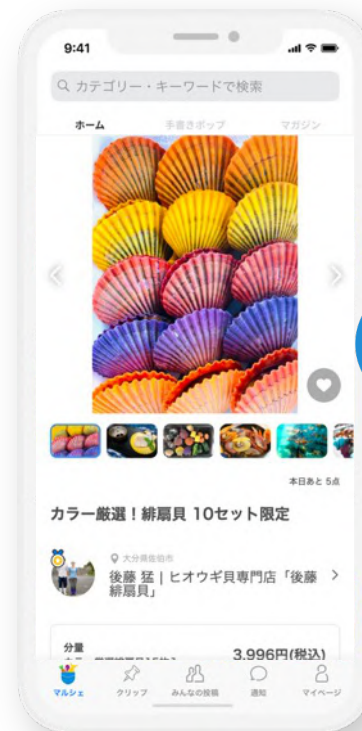 9:41
カテゴリー・キーワードで検索
ホーム 手書きポップ マガジン
本日あと 5点
カラー厳選！緋扇貝 10セット限定
大分県佐伯市
後藤 猛 | ヒオウギ貝専門店「後藤
緋扇貝」
分量
3,996円(税込)
マルシェ クリップ みんなの投稿 通知 マイページ